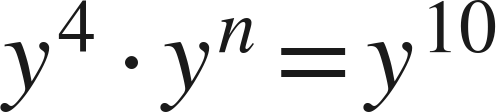 y⁴ · yⁿ = y¹⁰